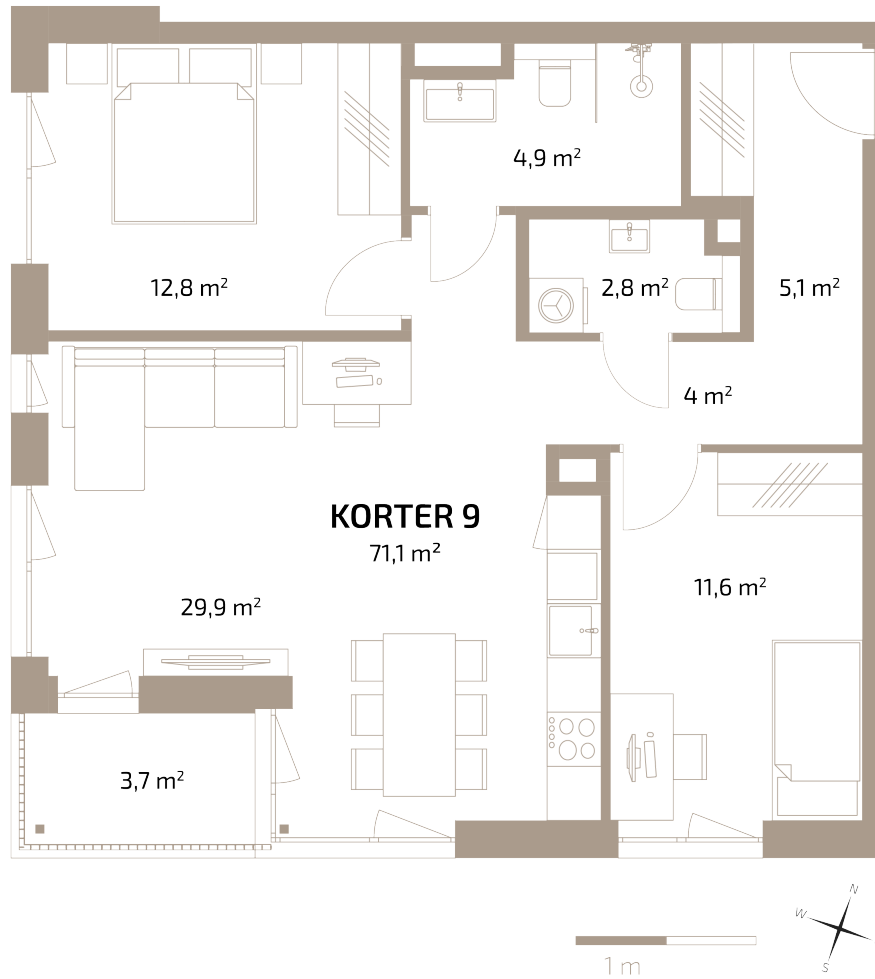 4,9 m²
12,8 m²
2,8 m²
5,1 m²
4 m²
KORTER 9
71,1 m²
11,6 m²
29,9 m²
3,7 m²
N
W
S
1 m